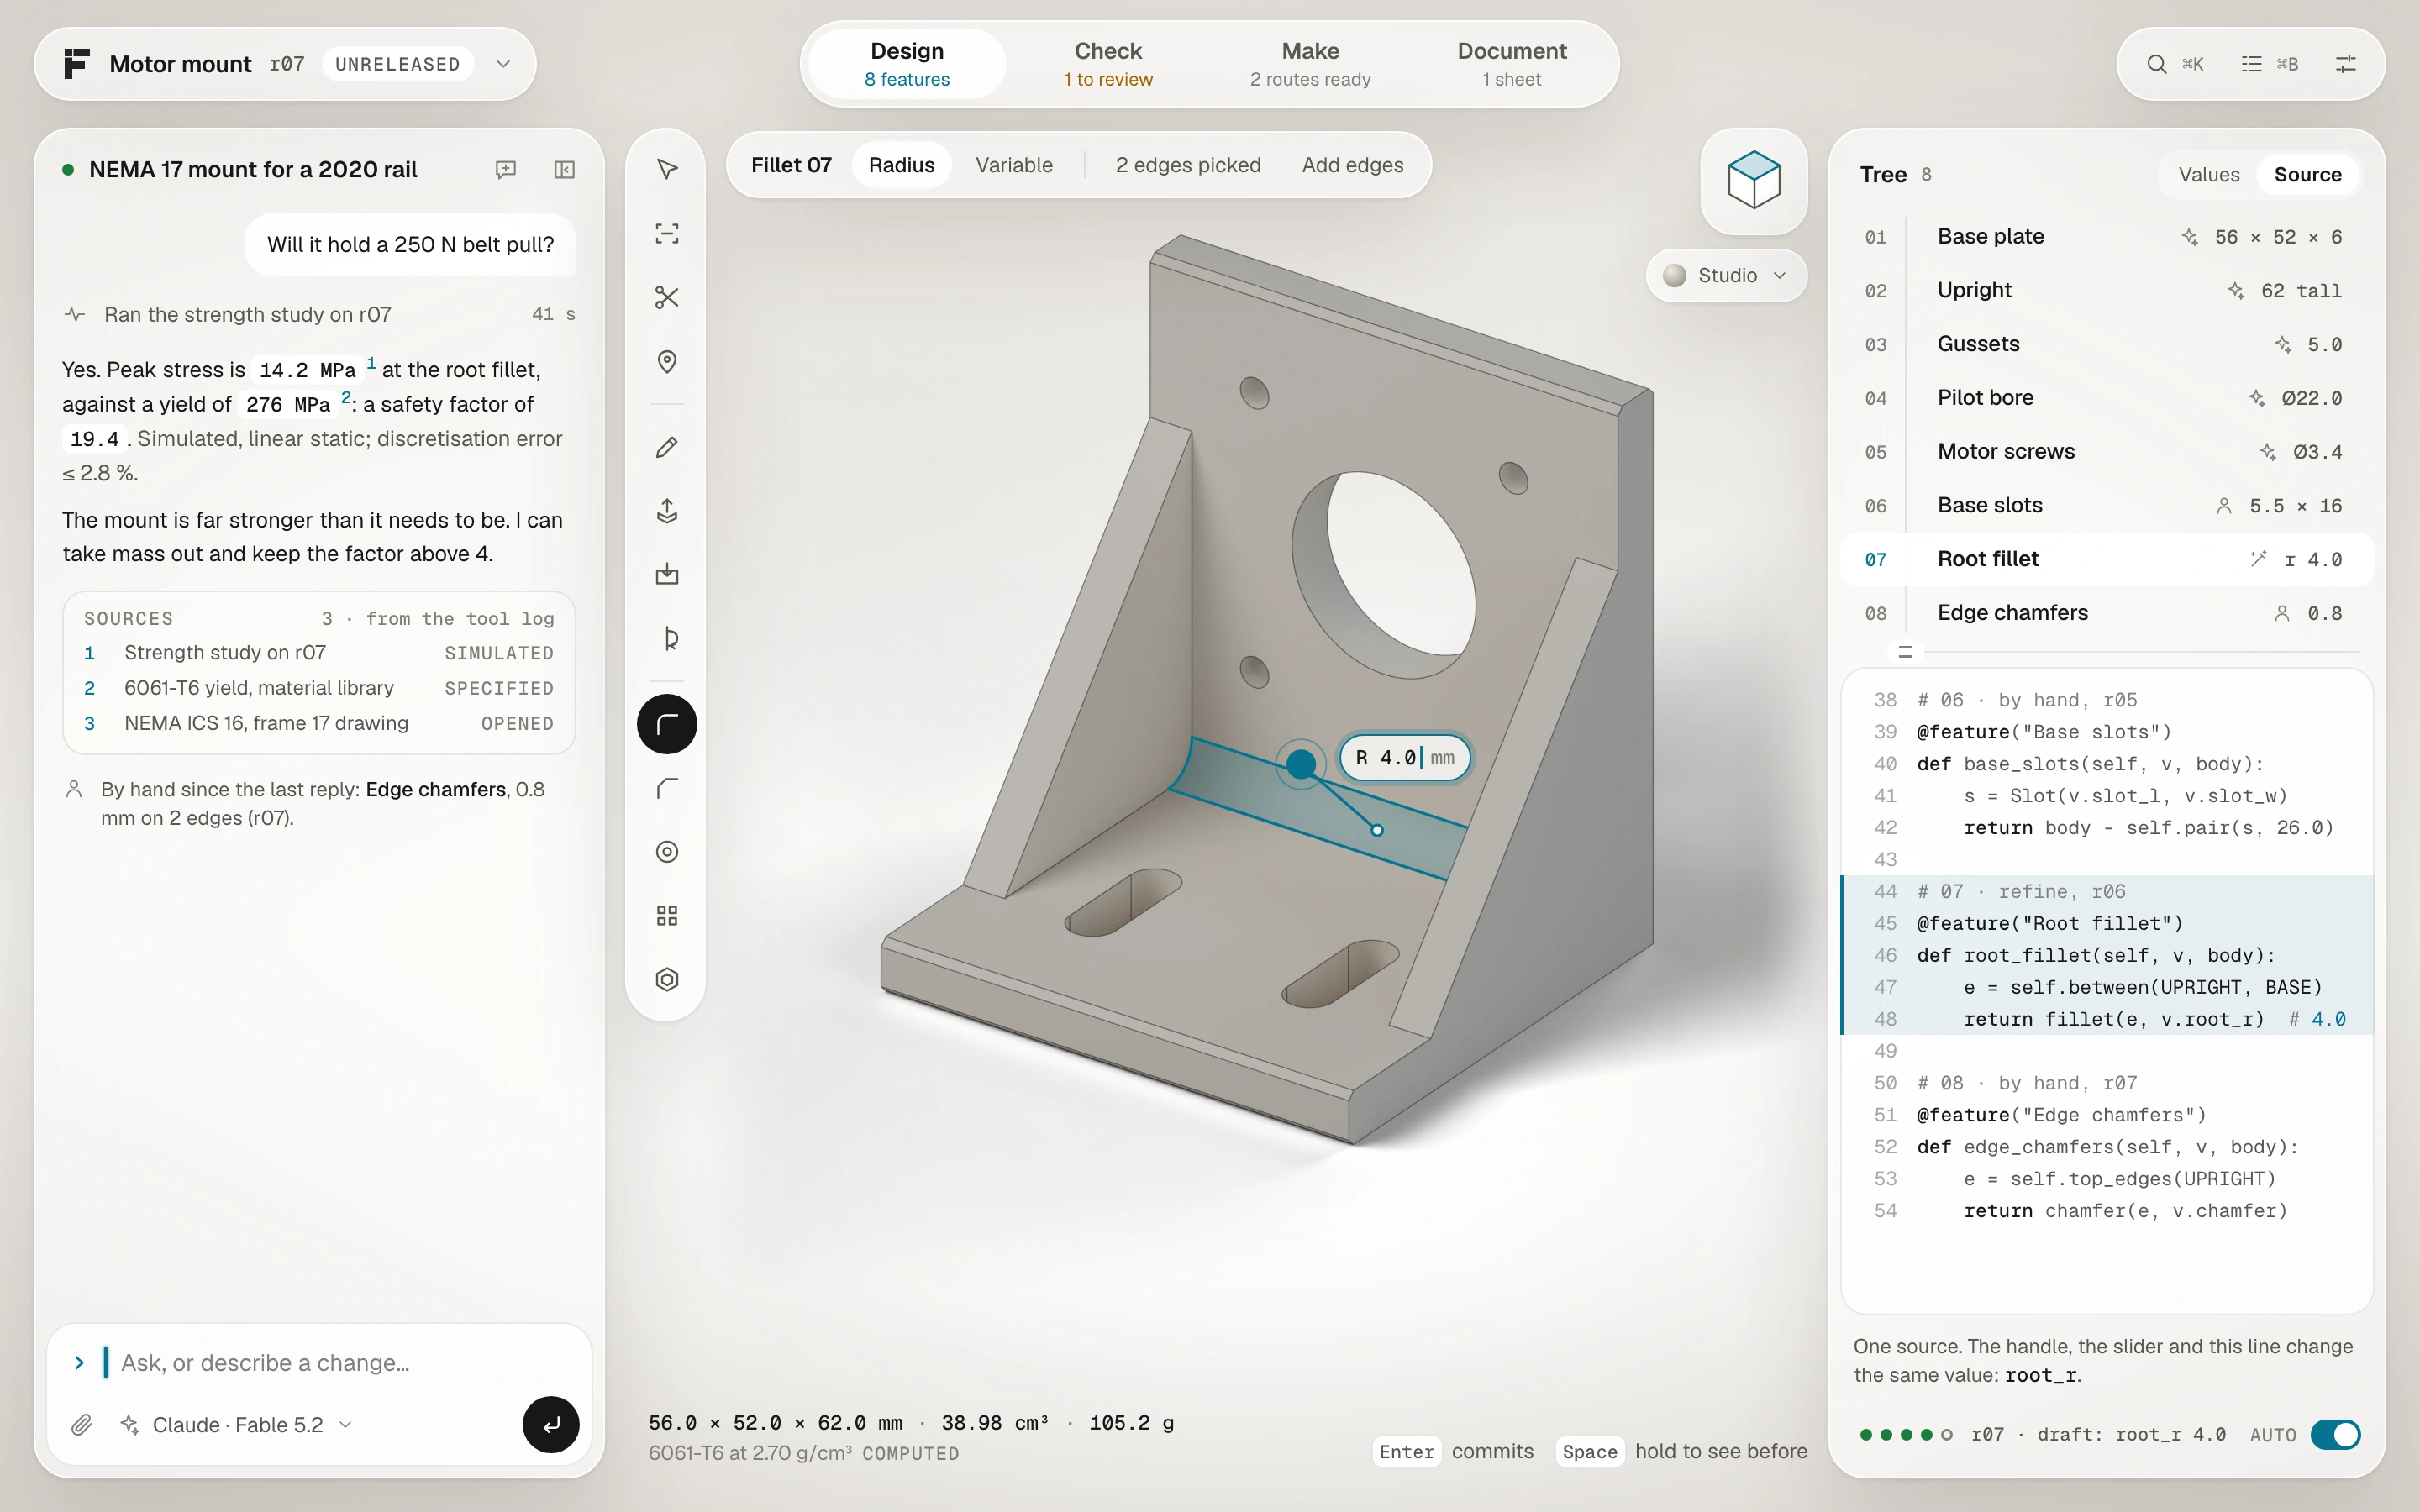 Motor mount r07 UNRELEASED
Design
8 features
Check
1 to review
Make
2 routes ready
Document
1 sheet
⌘K ⌘B
NEMA 17 mount for a 2020 rail
Will it hold a 250 N belt pull?
Ran the strength study on r07 41 s
Yes. Peak stress is 14.2 MPa 1 at the root fillet,
against a yield of 276 MPa 2: a safety factor of
19.4. Simulated, linear static; discretisation error
≤ 2.8 %.
The mount is far stronger than it needs to be. I can
take mass out and keep the factor above 4.
SOURCES 3 · from the tool log
1 Strength study on r07 SIMULATED
2 6061-T6 yield, material library SPECIFIED
3 NEMA ICS 16, frame 17 drawing OPENED
By hand since the last reply: Edge chamfers, 0.8
mm on 2 edges (r07).
Ask, or describe a change…
Claude · Fable 5.2
Fillet 07 Radius Variable 2 edges picked Add edges
Studio
R 4.0 mm
56.0 × 52.0 × 62.0 mm · 38.98 cm³ · 105.2 g
6061-T6 at 2.70 g/cm³ COMPUTED
Enter commits Space hold to see before
Tree 8 Values Source
01 Base plate 56 × 52 × 6
02 Upright 62 tall
03 Gussets 5.0
04 Pilot bore Ø22.0
05 Motor screws Ø3.4
06 Base slots 5.5 × 16
07 Root fillet r 4.0
08 Edge chamfers 0.8
38 # 06 · by hand, r05
39 @feature("Base slots")
40 def base_slots(self, v, body):
41     s = Slot(v.slot_l, v.slot_w)
42     return body - self.pair(s, 26.0)
43
44 # 07 · refine, r06
45 @feature("Root fillet")
46 def root_fillet(self, v, body):
47     e = self.between(UPRIGHT, BASE)
48     return fillet(e, v.root_r)  # 4.0
49
50 # 08 · by hand, r07
51 @feature("Edge chamfers")
52 def edge_chamfers(self, v, body):
53     e = self.top_edges(UPRIGHT)
54     return chamfer(e, v.chamfer)
One source. The handle, the slider and this line change
the same value: root_r.
r07 · draft: root_r 4.0 AUTO